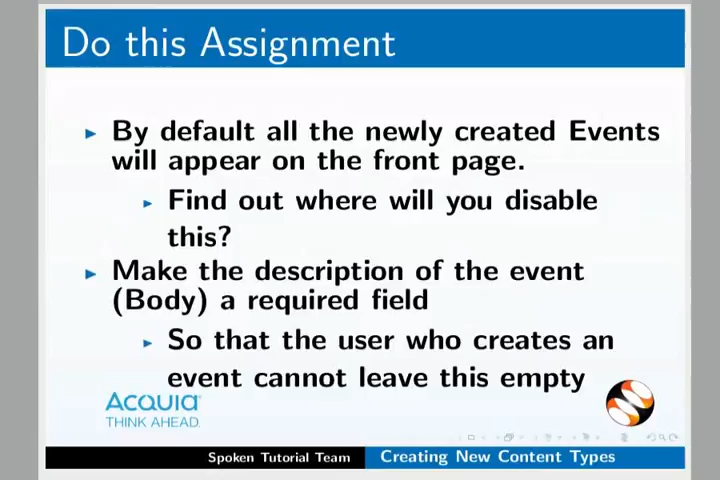 Do this Assignment
By default all the newly created Events
will appear on the front page.
Find out where will you disable
this?
Make the description of the event
(Body) a required field
So that the user who creates an
event cannot leave this empty
ACQUIA
THINK AHEAD.
Spoken Tutorial Team
Creating New Content Types